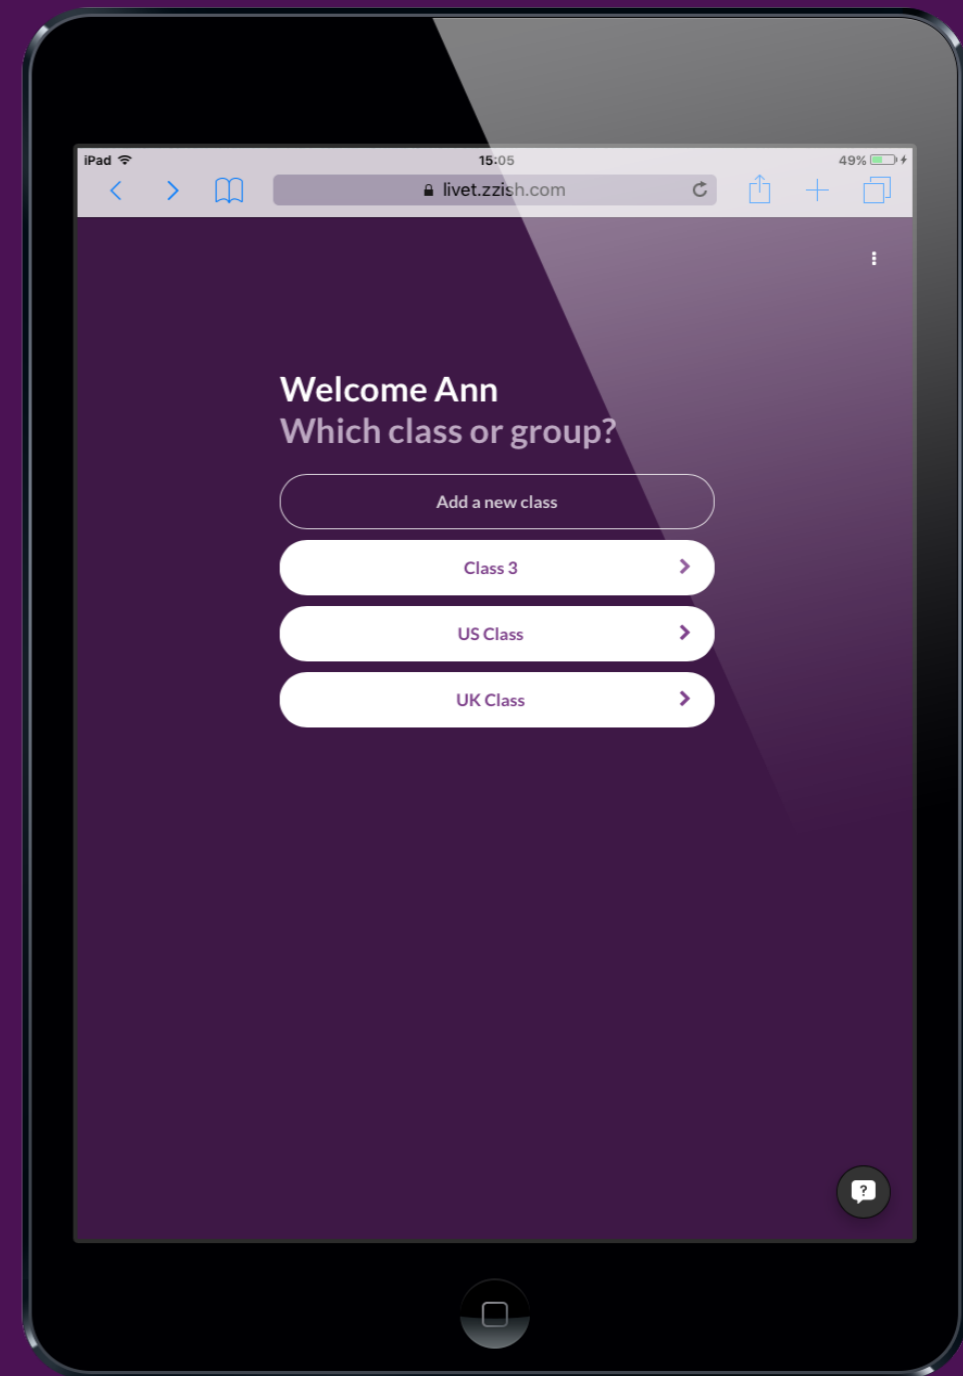 iPad 15:05 49%
livet.zzish.com
Welcome Ann
Which class or group?
Add a new class
Class 3
US Class
UK Class
?